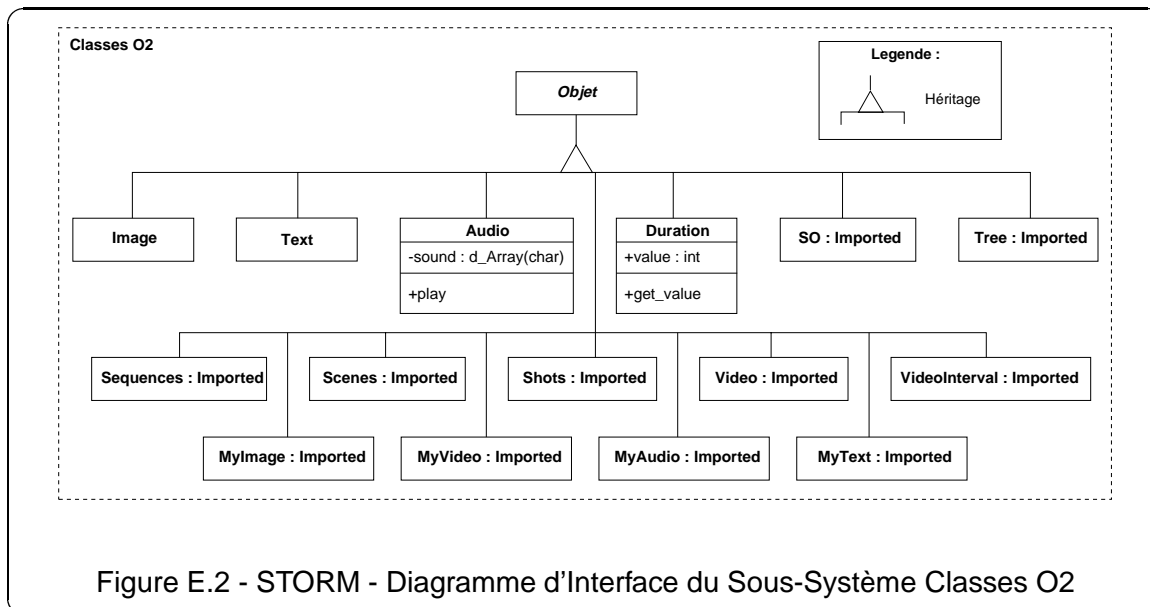 Classes O2
Legende :
Héritage
Objet
Image
Text
Audio
-sound : d_Array(char)
+play
Duration
+value : int
+get_value
SO : Imported
Tree : Imported
Sequences : Imported
Scenes : Imported
Shots : Imported
Video : Imported
VideoInterval : Imported
MyImage : Imported
MyVideo : Imported
MyAudio : Imported
MyText : Imported
Figure E.2 - STORM - Diagramme d'Interface du Sous-Système Classes O2